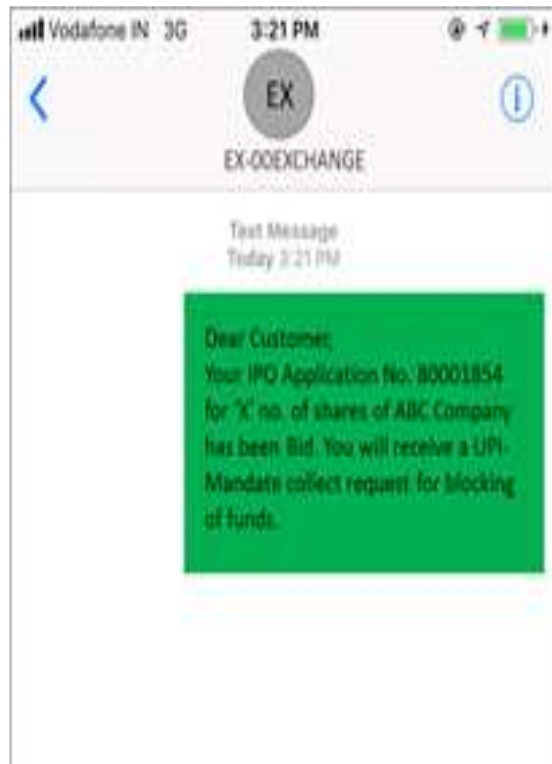 Vodafone IN 3G 3:21 PM
EX
EX-00EXCHANGE
Text Message
Today 3:21 PM
Dear Customer,
Your IPO Application No. 80001854
for 'X' no. of shares of ABC Company
has been Bid. You will receive a UPI-
Mandate collect request for blocking
of funds.